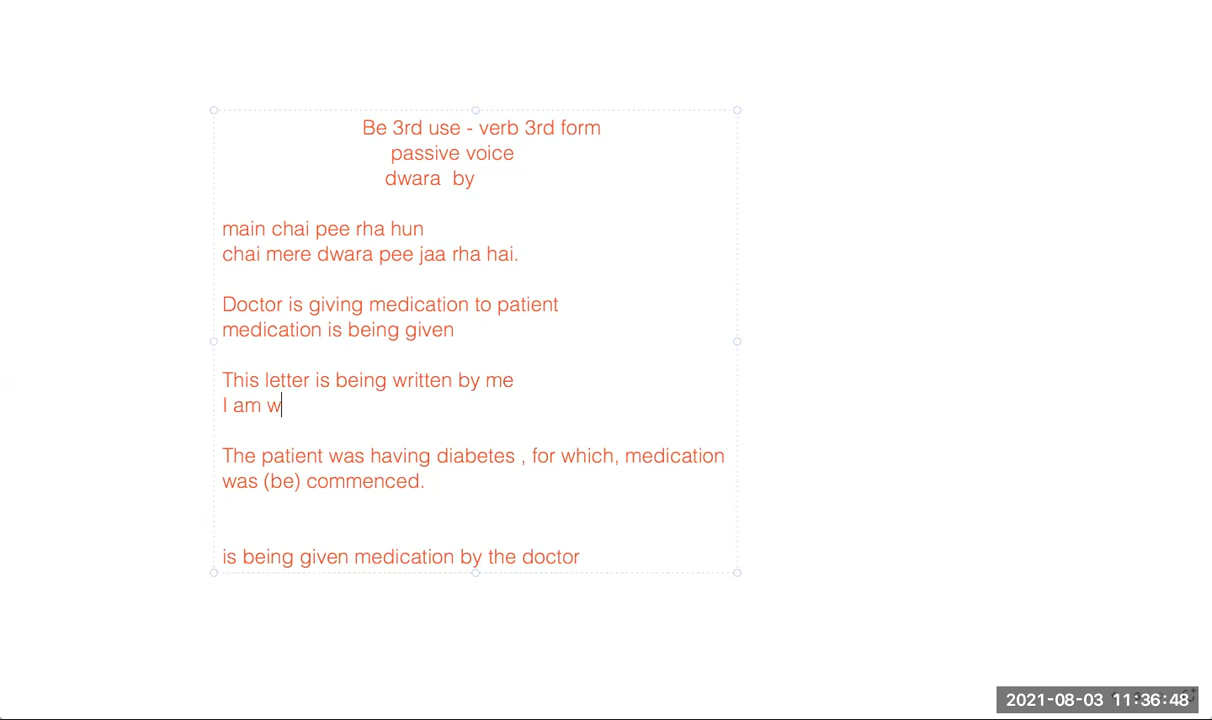 Be 3rd use - verb 3rd form
passive voice
dwara by
main chai pee rha hun
chai mere dwara pee jaa rha hai.
Doctor is giving medication to patient
medication is being given
This letter is being written by me
I am w
The patient was having diabetes , for which, medication
was (be) commenced.
is being given medication by the doctor
2021-08-03 11:36:48